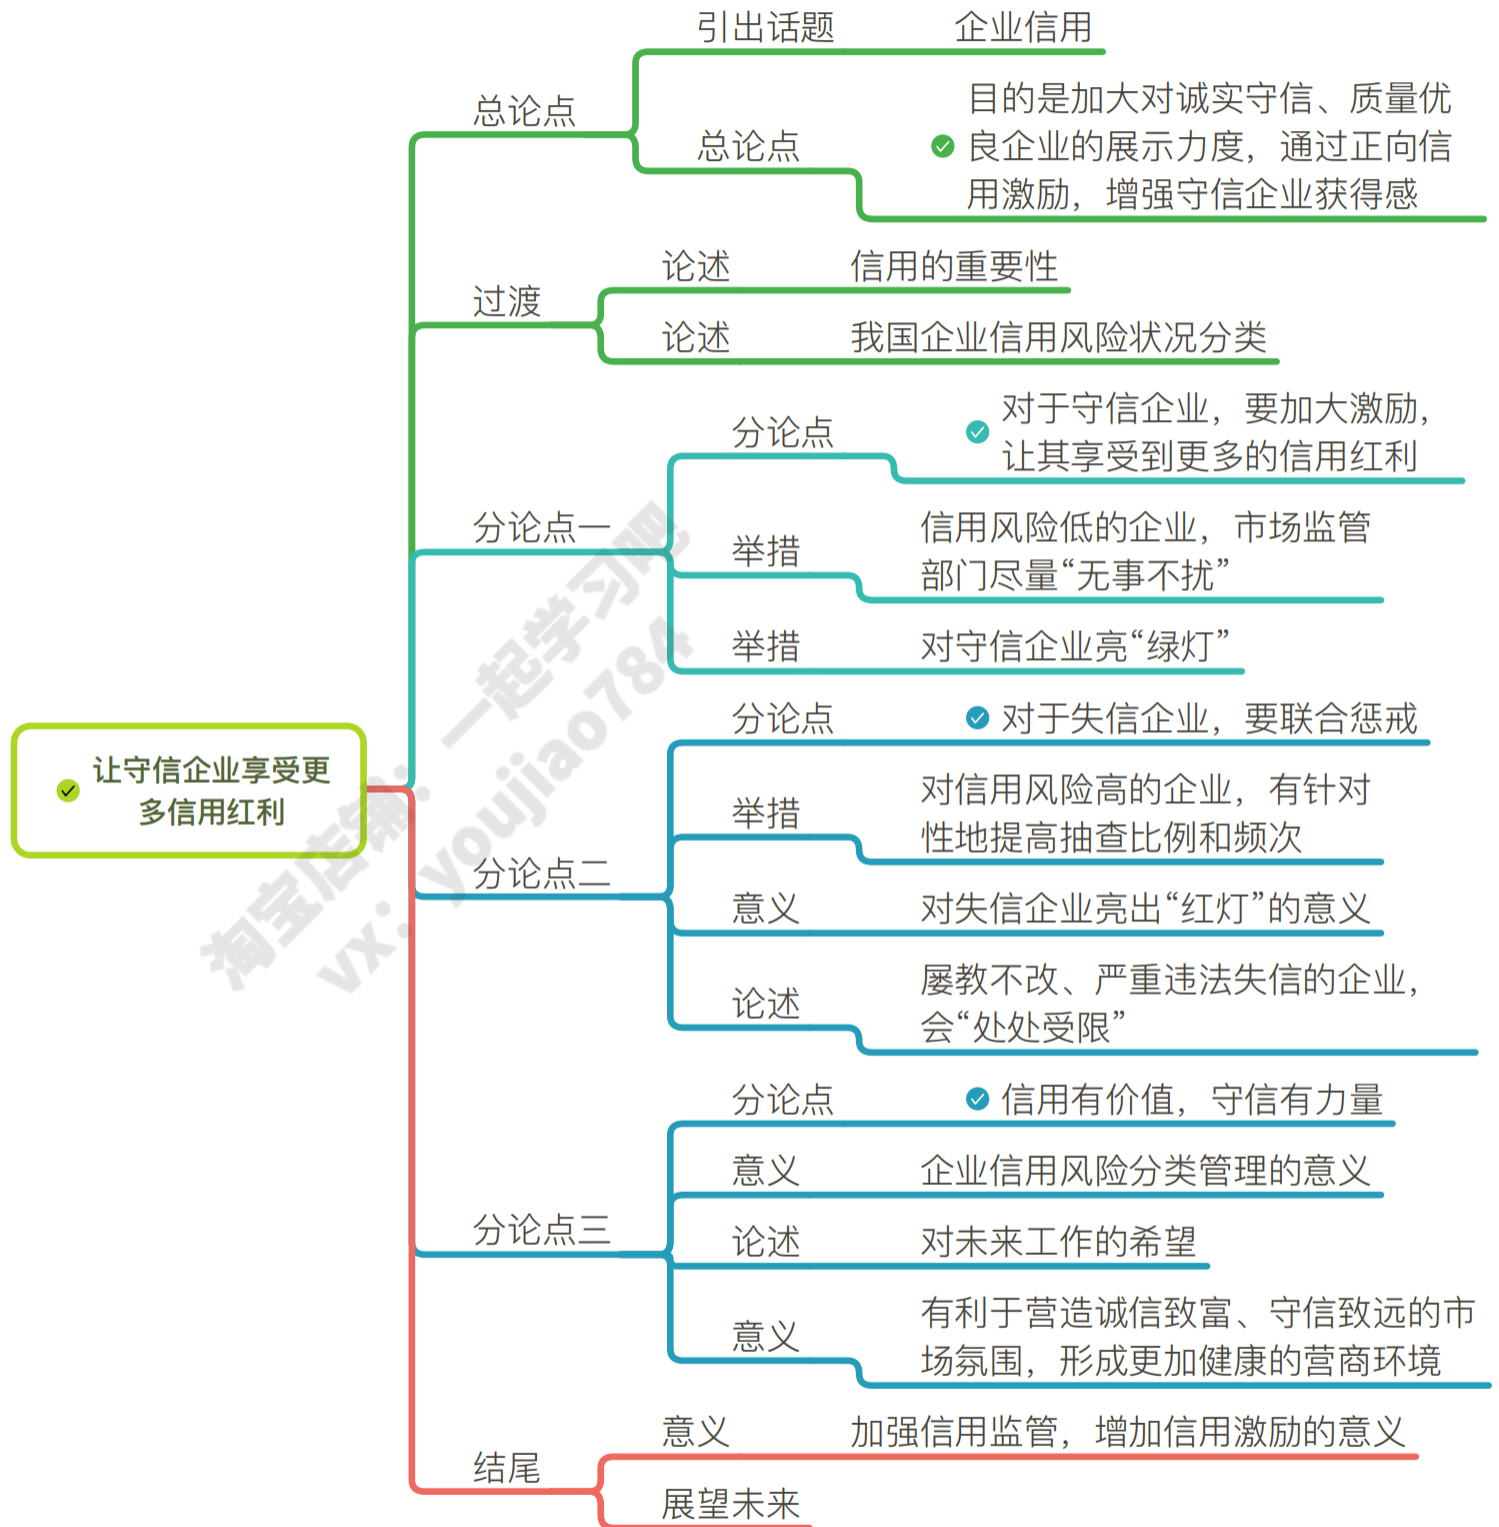 引出话题
企业信用
总论点
总论点
目的是加大对诚实守信、质量优
良企业的展示力度，通过正向信
用激励，增强守信企业获得感
过渡
论述
信用的重要性
论述
我国企业信用风险状况分类
分论点一
分论点
对于守信企业，要加大激励，
让其享受到更多的信用红利
举措
信用风险低的企业，市场监管
部门尽量“无事不扰”
举措
对守信企业亮“绿灯”
让守信企业享受更
多信用红利
分论点二
分论点
对于失信企业，要联合惩戒
举措
对信用风险高的企业，有针对
性地提高抽查比例和频次
意义
对失信企业亮出“红灯”的意义
论述
屡教不改、严重违法失信的企业，
会“处处受限”
分论点三
分论点
信用有价值，守信有力量
意义
企业信用风险分类管理的意义
论述
对未来工作的希望
意义
有利于营造诚信致富、守信致远的市
场氛围，形成更加健康的营商环境
结尾
意义
加强信用监管，增加信用激励的意义
展望未来
淘宝店铺：一起学习吧
vx：youjiao784